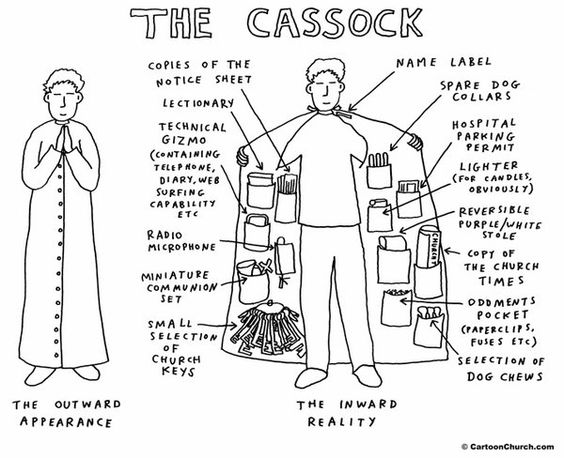 THE CASSOCK
COPIES OF THE
NOTICE SHEET
LECTIONARY
TECHNICAL
GIZMO
(CONTAINING
TELEPHONE,
DIARY, WEB
SURFING
CAPABILITY
ETC
RADIO
MICROPHONE
MINIATURE
COMMUNION
SET
SMALL
SELECTION
OF
CHURCH
KEYS
NAME LABEL
SPARE DOG
COLLARS
HOSPITAL
PARKING
PERMIT
LIGHTER
(FOR CANDLES,
OBVIOUSLY)
REVERSIBLE
PURPLE/WHITE
STOLE
CHURCH
COPY OF
THE CHURCH
TIMES
ODDMENTS
POCKET
(PAPERCLIPS,
FUSES ETC)
SELECTION OF
DOG CHEWS
THE OUTWARD
APPEARANCE
THE INWARD
REALITY
© CartoonChurch.com